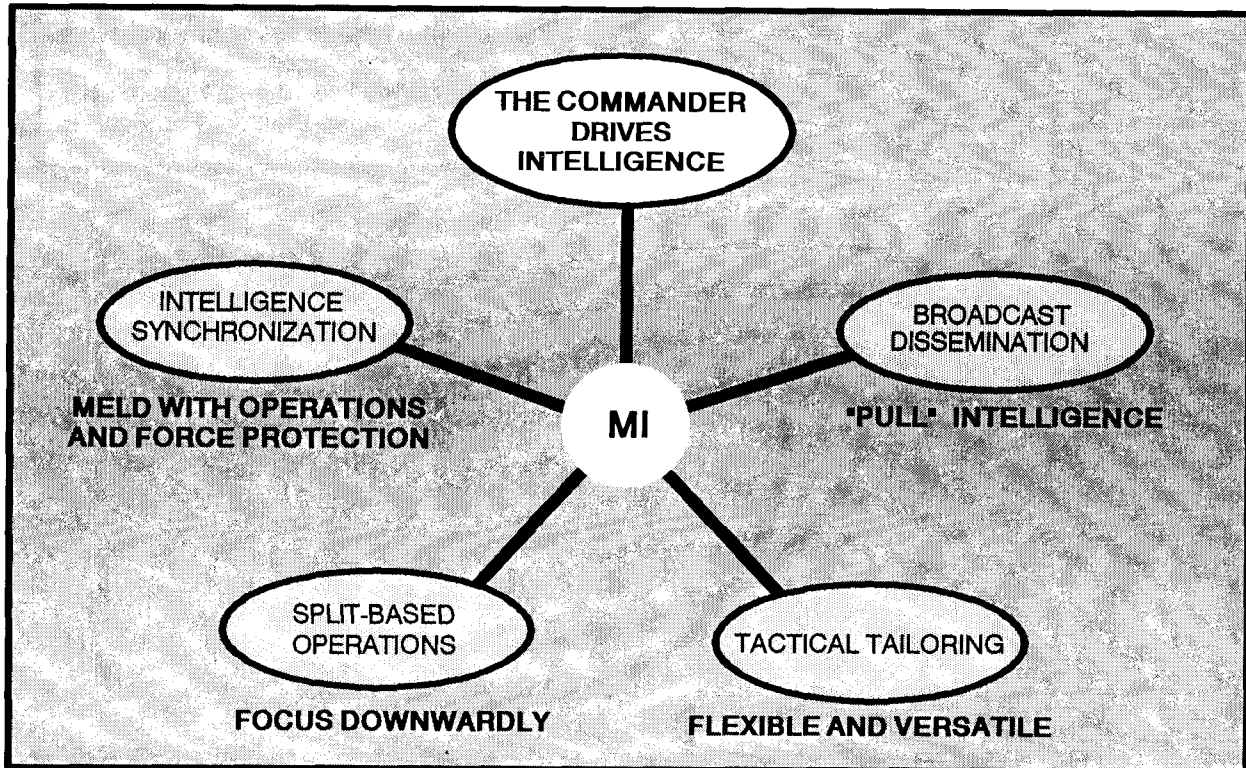 THE COMMANDER
DRIVES
INTELLIGENCE
INTELLIGENCE
SYNCHRONIZATION
MELD WITH OPERATIONS
AND FORCE PROTECTION
BROADCAST
DISSEMINATION
"PULL" INTELLIGENCE
MI
SPLIT-BASED
OPERATIONS
FOCUS DOWNWARDLY
TACTICAL TAILORING
FLEXIBLE AND VERSATILE